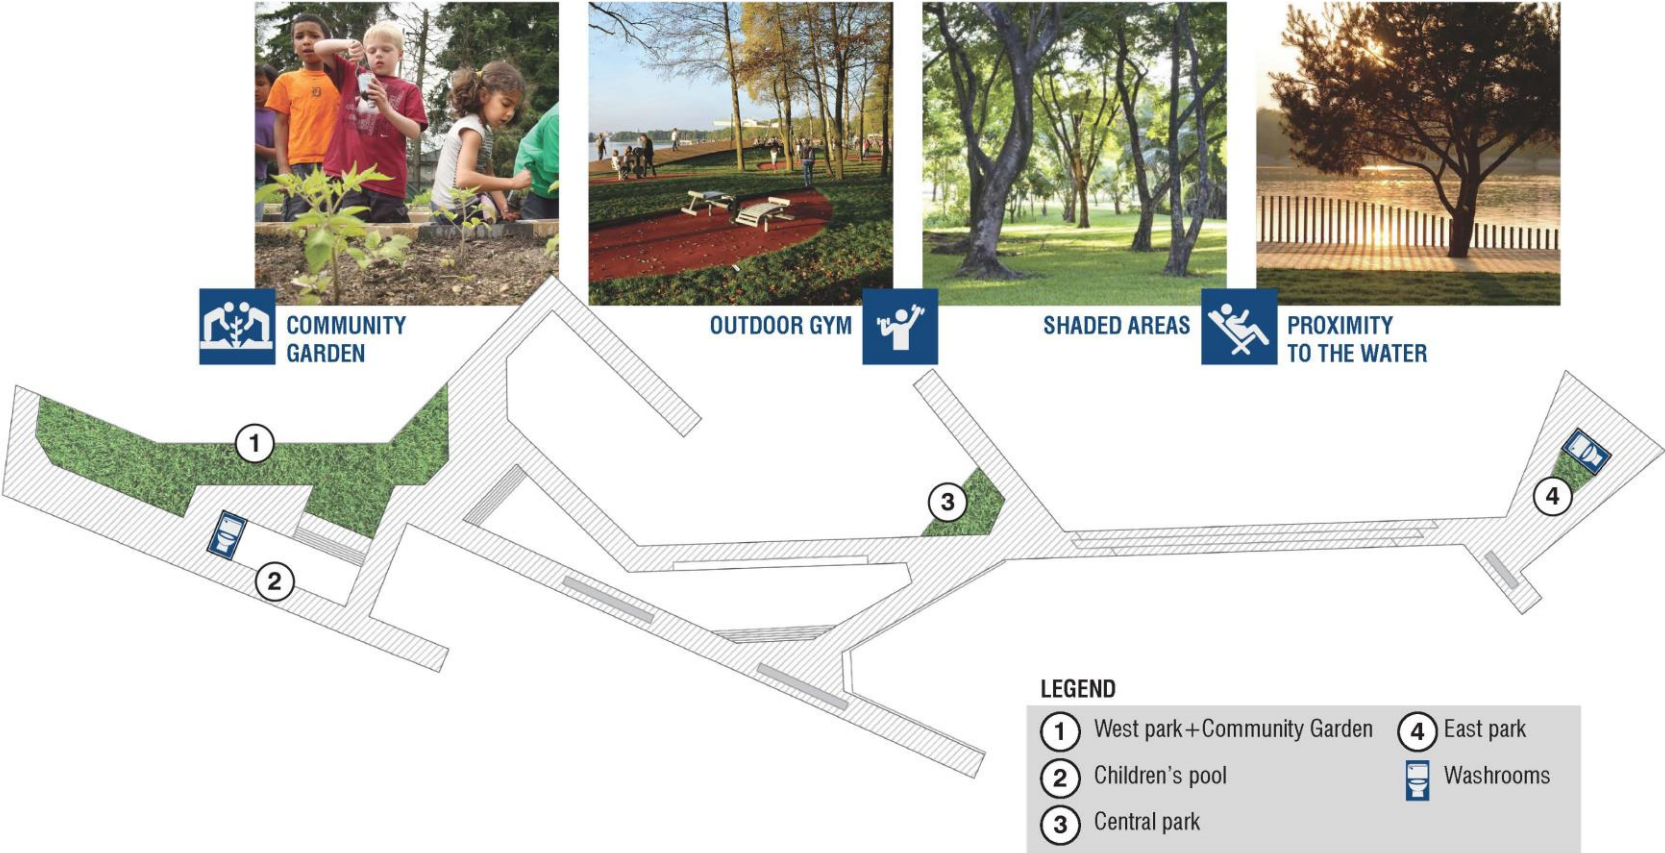 COMMUNITY
GARDEN
OUTDOOR GYM
SHADED AREAS
PROXIMITY
TO THE WATER
1
2
3
4
LEGEND
1 West park+Community Garden
2 Children's pool
3 Central park
4 East park
Washrooms